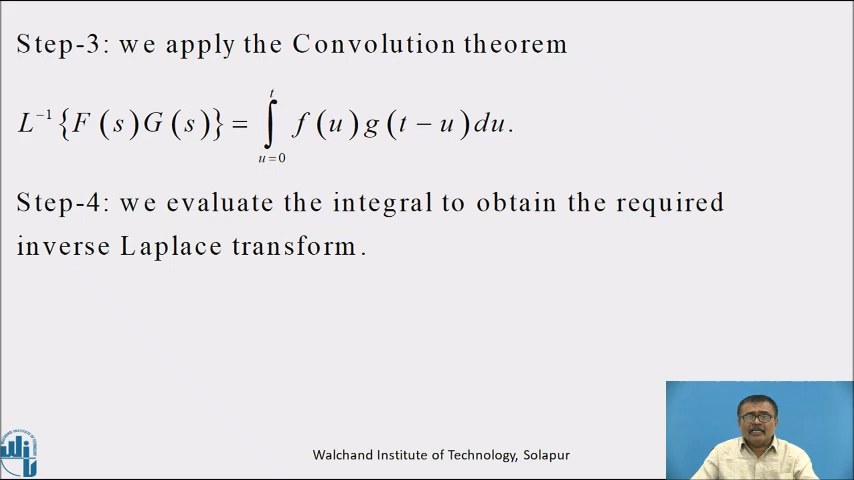 Step-3: we apply the Convolution theorem
L⁻¹{F(s)G(s)} = ∫_{u=0}^{t} f(u)g(t − u)du.
Step-4: we evaluate the integral to obtain the required
inverse Laplace transform.
Walchand Institute of Technology, Solapur